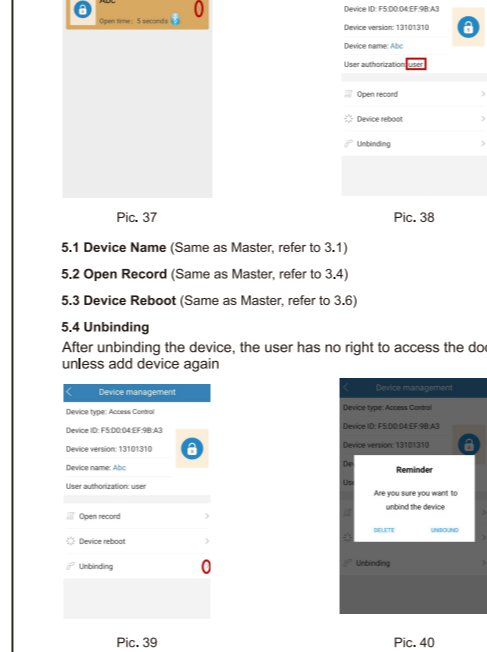 Abc
Open time: 5 seconds
Device ID: F5:D0:04:EF:9B:A3
Device version: 13101310
Device name: Abc
User authorization: user
Open record
Device reboot
Unbinding
Pic. 37
Pic. 38
5.1 Device Name (Same as Master, refer to 3.1)
5.2 Open Record (Same as Master, refer to 3.4)
5.3 Device Reboot (Same as Master, refer to 3.6)
5.4 Unbinding
After unbinding the device, the user has no right to access the
unless add device again
Device management
Device type: Access Control
Device ID: F5:D0:04:EF:9B:A3
Device version: 13101310
Device name: Abc
User authorization: user
Open record
Device reboot
Unbinding
Device management
Device type: Access Control
Device ID: F5:D0:04:EF:9B:A3
Device version: 13101310
Reminder
Are you sure you want to
unbind the device
DELETE UNBOUND
Unbinding
Pic. 39
Pic. 40